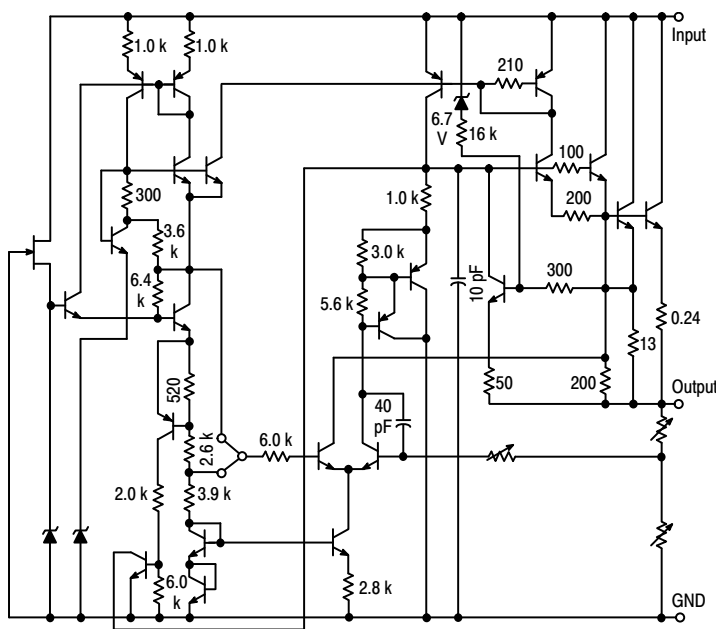 Input
1.0 k
1.0 k
210
6.7
V
16 k
100
300
1.0 k
200
3.6
k
3.0 k
6.4
k
5.6 k
10 pF
300
0.24
13
520
50
200
Output
40
pF
2.6 k
6.0 k
2.0 k
3.9 k
6.0
k
2.8 k
GND